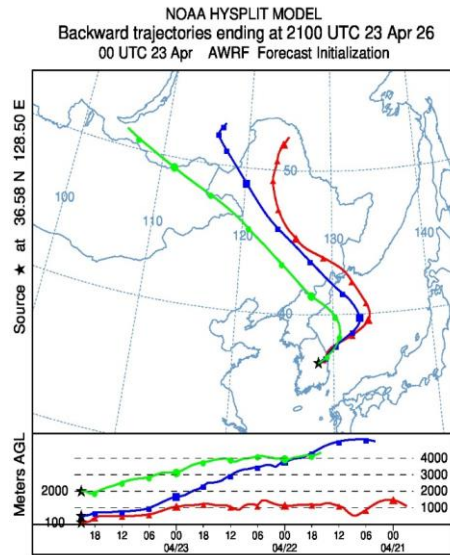 NOAA HYSPLIT MODEL
Backward trajectories ending at 2100 UTC 23 Apr 26
00 UTC 23 Apr AWRF Forecast Initialization
Source ★ at 36.58 N 128.50 E
100
110
120
130
140
50
40
Meters AGL
2000
100
4000
3000
2000
1000
18 12 06 00 18 12 06 00 18 12 06 00
04/23 04/22 04/21